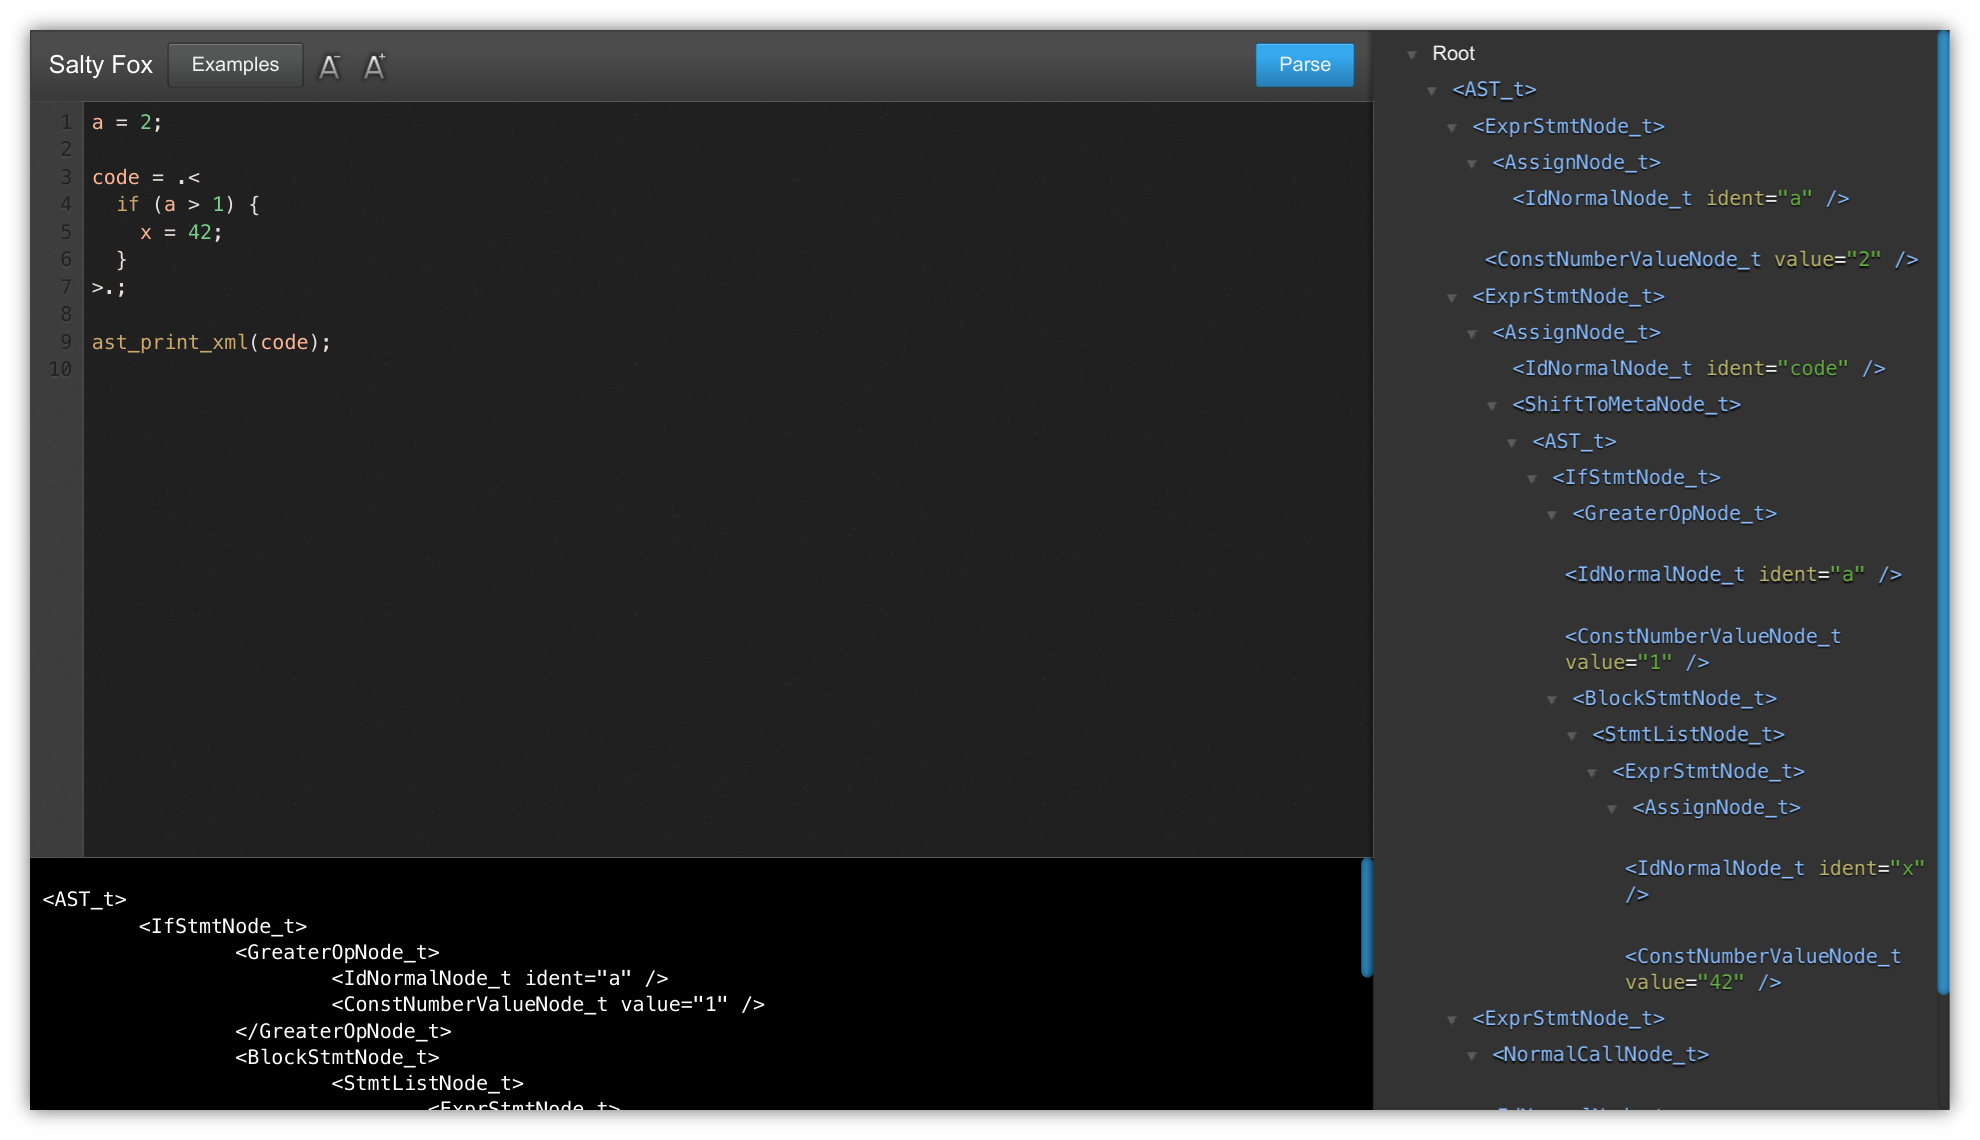 Salty Fox Examples A- A+ Parse
1 a = 2;
2
3 code = .<
4   if (a > 1) {
5     x = 42;
6   }
7 >.;
8
9 ast_print_xml(code);
10
<AST_t>
        <IfStmtNode_t>
                <GreaterOpNode_t>
                        <IdNormalNode_t ident="a" />
                        <ConstNumberValueNode_t value="1" />
                </GreaterOpNode_t>
                <BlockStmtNode_t>
                        <StmtListNode_t>
                                <ExprStmtNode_t>
Root
<AST_t>
<ExprStmtNode_t>
<AssignNode_t>
<IdNormalNode_t ident="a" />
<ConstNumberValueNode_t value="2" />
<ExprStmtNode_t>
<AssignNode_t>
<IdNormalNode_t ident="code" />
<ShiftToMetaNode_t>
<AST_t>
<IfStmtNode_t>
<GreaterOpNode_t>
<IdNormalNode_t ident="a" />
<ConstNumberValueNode_t
value="1" />
<BlockStmtNode_t>
<StmtListNode_t>
<ExprStmtNode_t>
<AssignNode_t>
<IdNormalNode_t ident="x"
/>
<ConstNumberValueNode_t
value="42" />
<ExprStmtNode_t>
<NormalCallNode_t>